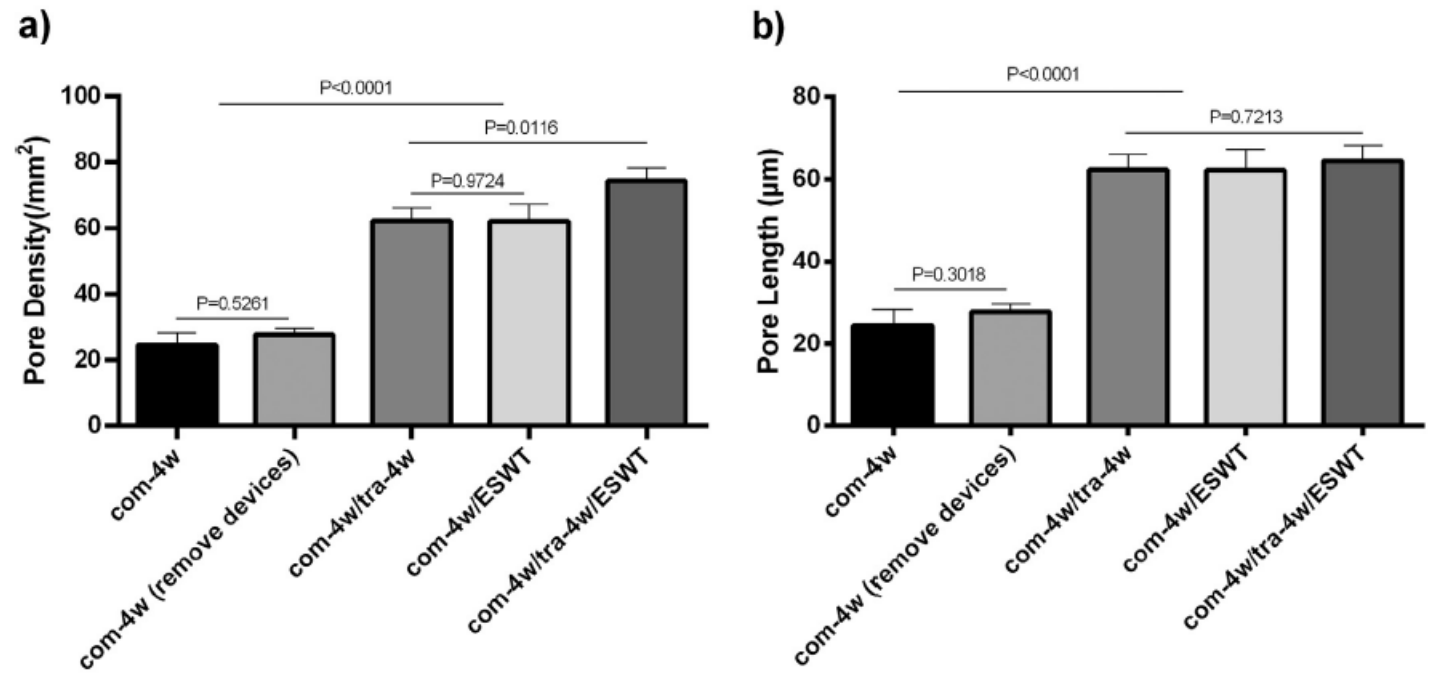 a)
P<0.0001
P=0.0116
P=0.9724
P=0.5261
Pore Density(/mm²)
100
80
60
40
20
0
com-4w
com-4w (remove devices)
com-4w/tra-4w
com-4w/ESWT
com-4w/tra-4w/ESWT
b)
P<0.0001
P=0.7213
P=0.3018
Pore Length (μm)
80
60
40
20
0
com-4w
com-4w (remove devices)
com-4w/tra-4w
com-4w/ESWT
com-4w/tra-4w/ESWT